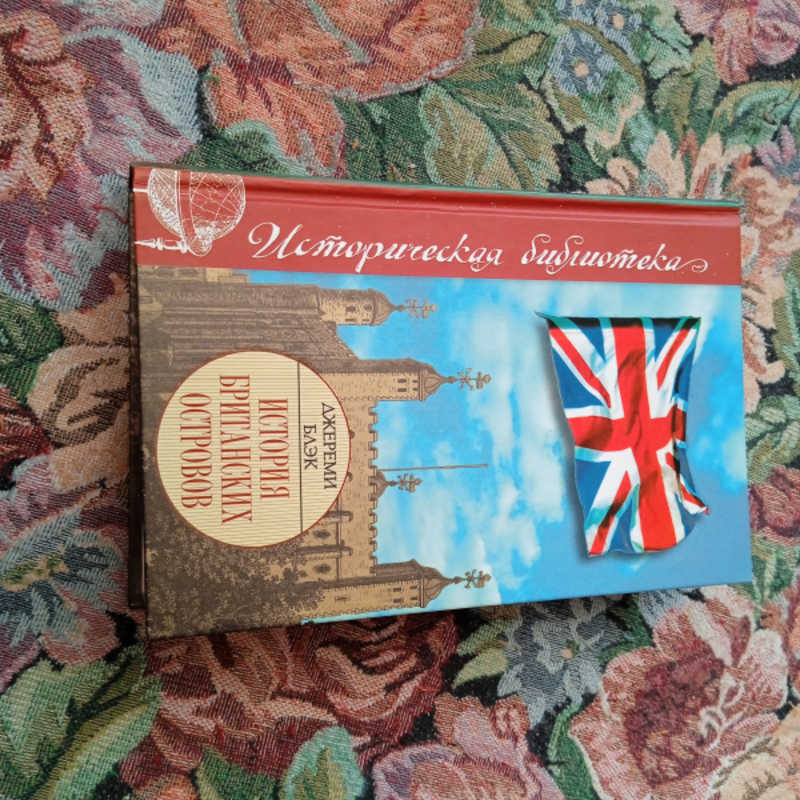 Историческая библиотека
ДЖЕРЕМИ
БЛЭК
ИСТОРИЯ
БРИТАНСКИХ
ОСТРОВОВ